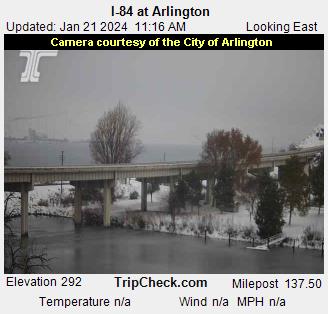 I-84 at Arlington
Updated: Jan 21 2024 11:16 AM Looking East
Camera courtesy of the City of Arlington
Elevation 292 TripCheck.com Milepost 137.50
Temperature n/a Wind n/a MPH n/a